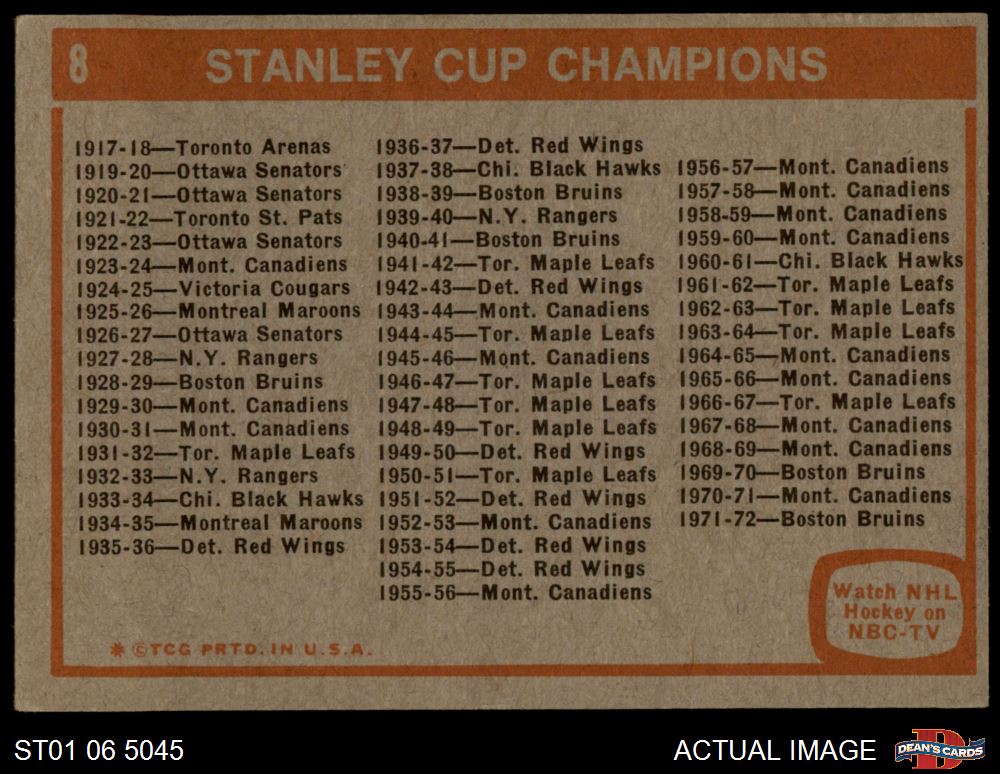 8 STANLEY CUP CHAMPIONS
1917-18—Toronto Arenas
1919-20—Ottawa Senators
1920-21—Ottawa Senators
1921-22—Toronto St. Pats
1922-23—Ottawa Senators
1923-24—Mont. Canadiens
1924-25—Victoria Cougars
1925-26—Montreal Maroons
1926-27—Ottawa Senators
1927-28—N.Y. Rangers
1928-29—Boston Bruins
1929-30—Mont. Canadiens
1930-31—Mont. Canadiens
1931-32—Tor. Maple Leafs
1932-33—N.Y. Rangers
1933-34—Chi. Black Hawks
1934-35—Montreal Maroons
1935-36—Det. Red Wings
1936-37—Det. Red Wings
1937-38—Chi. Black Hawks
1938-39—Boston Bruins
1939-40—N.Y. Rangers
1940-41—Boston Bruins
1941-42—Tor. Maple Leafs
1942-43—Det. Red Wings
1943-44—Mont. Canadiens
1944-45—Tor. Maple Leafs
1945-46—Mont. Canadiens
1946-47—Tor. Maple Leafs
1947-48—Tor. Maple Leafs
1948-49—Tor. Maple Leafs
1949-50—Det. Red Wings
1950-51—Tor. Maple Leafs
1951-52—Det. Red Wings
1952-53—Mont. Canadiens
1953-54—Det. Red Wings
1954-55—Det. Red Wings
1955-56—Mont. Canadiens
1956-57—Mont. Canadiens
1957-58—Mont. Canadiens
1958-59—Mont. Canadiens
1959-60—Mont. Canadiens
1960-61—Chi. Black Hawks
1961-62—Tor. Maple Leafs
1962-63—Tor. Maple Leafs
1963-64—Tor. Maple Leafs
1964-65—Mont. Canadiens
1965-66—Mont. Canadiens
1966-67—Tor. Maple Leafs
1967-68—Mont. Canadiens
1968-69—Mont. Canadiens
1969-70—Boston Bruins
1970-71—Mont. Canadiens
1971-72—Boston Bruins
Watch NHL
Hockey on
NBC-TV
* ©TCG PRTD. IN U.S.A.
ST01 06 5045
ACTUAL IMAGE
D
DEAN'S CARDS